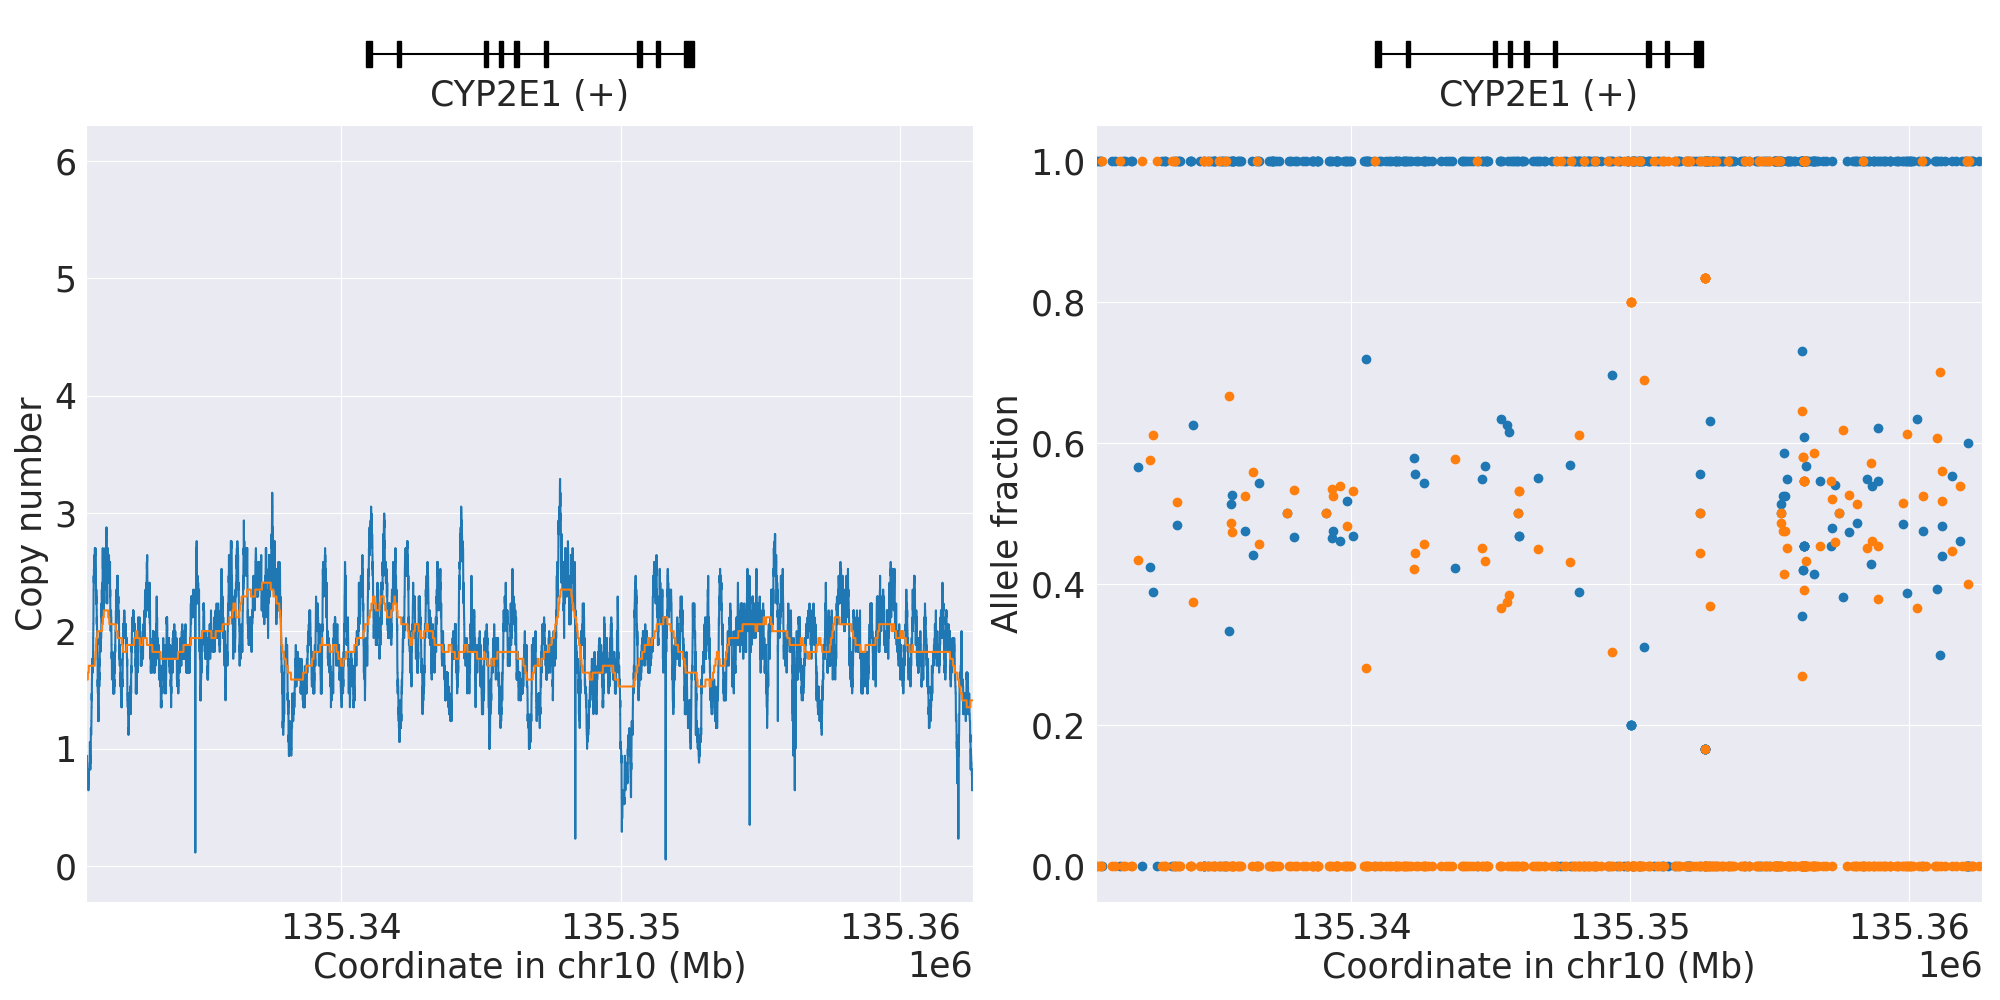 CYP2E1 (+)
6
5
4
3
2
1
0
Copy number
135.34 135.35 135.36
Coordinate in chr10 (Mb)
1e6
CYP2E1 (+)
1.0
0.8
0.6
0.4
0.2
0.0
Allele fraction
135.34 135.35 135.36
Coordinate in chr10 (Mb)
1e6